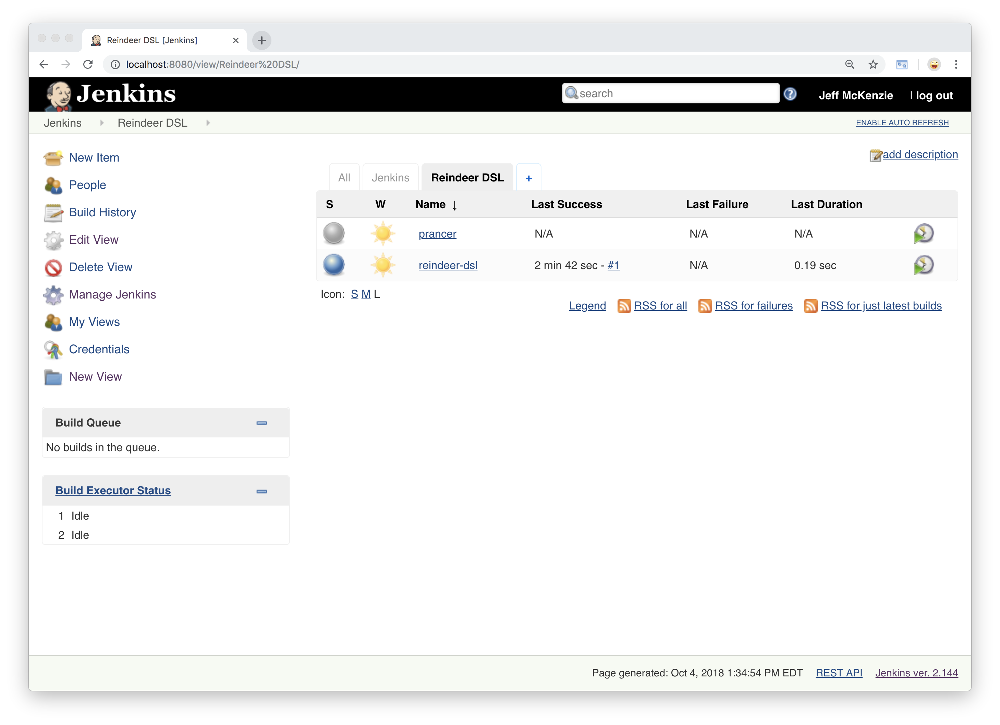 Reindeer DSL [Jenkins]
localhost:8080/view/Reindeer%20DSL/
Jenkins
search
Jeff McKenzie | log out
Jenkins Reindeer DSL
ENABLE AUTO REFRESH
New Item
People
Build History
Edit View
Delete View
Manage Jenkins
My Views
Credentials
New View
Build Queue
No builds in the queue.
Build Executor Status
1 Idle
2 Idle
add description
All Jenkins Reindeer DSL +
S W Name ↓ Last Success Last Failure Last Duration
prancer N/A N/A N/A
reindeer-dsl 2 min 42 sec - #1 N/A 0.19 sec
Icon: S M L
Legend RSS for all RSS for failures RSS for just latest builds
Page generated: Oct 4, 2018 1:34:54 PM EDT REST API Jenkins ver. 2.144